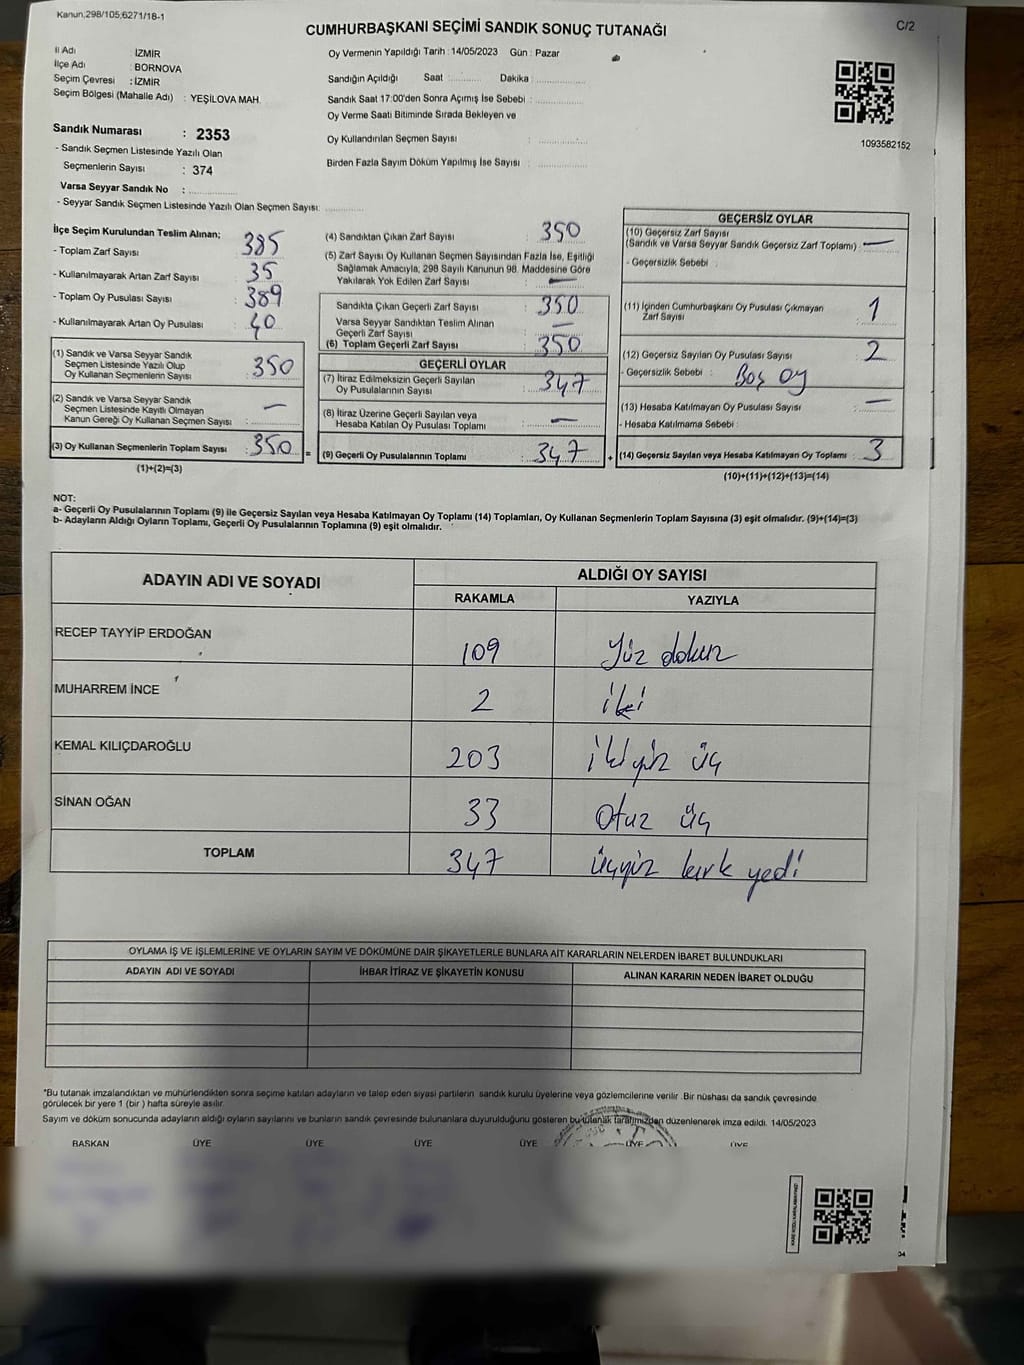 Kanun,298/105,6271/18-1
CUMHURBAŞKANI SEÇİMİ SANDIK SONUÇ TUTANAĞI
C/2
İl Adı : İZMİR
İlçe Adı : BORNOVA
Seçim Çevresi : İZMİR
Seçim Bölgesi (Mahalle Adı) : YEŞİLOVA MAH.
Sandık Numarası : 2353
- Sandık Seçmen Listesinde Yazılı Olan
Seçmenlerin Sayısı : 374
Varsa Seyyar Sandık No :
- Seyyar Sandık Seçmen Listesinde Yazılı Olan Seçmen Sayısı:
Oy Vermenin Yapıldığı Tarih : 14/05/2023 Gün : Pazar
Sandığın Açıldığı Saat : Dakika :
Sandık Saat 17:00'den Sonra Açımış İse Sebebi :
Oy Verme Saati Bitiminde Sırada Bekleyen ve
Oy Kullandırılan Seçmen Sayısı :
Birden Fazla Sayım Döküm Yapılmış İse Sayısı :
1093582152
İlçe Seçim Kurulundan Teslim Alınan;
- Toplam Zarf Sayısı : 385
- Kullanılmayarak Artan Zarf Sayısı : 35
- Toplam Oy Pusulası Sayısı : 389
- Kullanılmayarak Artan Oy Pusulası : 40
(1) Sandık ve Varsa Seyyar Sandık
Seçmen Listesinde Yazılı Olup
Oy Kullanan Seçmenlerin Sayısı : 350
(2) Sandık ve Varsa Seyyar Sandık
Seçmen Listesinde Kayıtlı Olmayan
Kanun Gereği Oy Kullanan Seçmen Sayısı : —
(3) Oy Kullanan Seçmenlerin Toplam Sayısı : 350 =
(1)+(2)=(3)
(4) Sandıktan Çıkan Zarf Sayısı : 350
(5) Zarf Sayısı Oy Kullanan Seçmen Sayısından Fazla İse, Eşitliği
Sağlamak Amacıyla, 298 Sayılı Kanunun 98. Maddesine Göre
Yakılarak Yok Edilen Zarf Sayısı : —
Sandıkta Çıkan Geçerli Zarf Sayısı : 350
Varsa Seyyar Sandıktan Teslim Alınan
Geçerli Zarf Sayısı : —
(6) Toplam Geçerli Zarf Sayısı : 350
GEÇERLİ OYLAR
(7) İtiraz Edilmeksizin Geçerli Sayılan
Oy Pusulalarının Sayısı : 347
(8) İtiraz Üzerine Geçerli Sayılan veya
Hesaba Katılan Oy Pusulası Toplamı : —
(9) Geçerli Oy Pusulalarının Toplamı : 347 +
GEÇERSİZ OYLAR
(10) Geçersiz Zarf Sayısı
(Sandık ve Varsa Seyyar Sandık Geçersiz Zarf Toplamı) : —
- Geçersizlik Sebebi :
(11) İçinden Cumhurbaşkanı Oy Pusulası Çıkmayan
Zarf Sayısı : 1
(12) Geçersiz Sayılan Oy Pusulası Sayısı : 2
- Geçersizlik Sebebi : Boş oy
(13) Hesaba Katılmayan Oy Pusulası Sayısı : —
- Hesaba Katılmama Sebebi :
(14) Geçersiz Sayılan veya Hesaba Katılmayan Oy Toplamı : 3
(10)+(11)+(12)+(13)=(14)
NOT:
a- Geçerli Oy Pusulalarının Toplamı (9) ile Geçersiz Sayılan veya Hesaba Katılmayan Oy Toplamı (14) Toplamları, Oy Kullanan Seçmenlerin Toplam Sayısına (3) eşit olmalıdır. (9)+(14)=(3)
b- Adayların Aldığı Oyların Toplamı, Geçerli Oy Pusulalarının Toplamına (9) eşit olmalıdır.
ADAYIN ADI VE SOYADI
ALDIĞI OY SAYISI
RAKAMLA YAZIYLA
RECEP TAYYİP ERDOĞAN 109 Yüz dokuz
MUHARREM İNCE 2 iki
KEMAL KILIÇDAROĞLU 203 ikiyüz üç
SİNAN OĞAN 33 otuz üç
TOPLAM 347 üçyüz kırk yedi
OYLAMA İŞ VE İŞLEMLERİNE VE OYLARIN SAYIM VE DÖKÜMÜNE DAİR ŞİKAYETLERLE BUNLARA AİT KARARLARIN NELERDEN İBARET BULUNDUKLARI
ADAYIN ADI VE SOYADI İHBAR İTİRAZ VE ŞİKAYETİN KONUSU ALINAN KARARIN NEDEN İBARET OLDUĞU
*Bu tutanak imzalandıktan ve mühürlendikten sonra seçime katılan adayların ve talep eden siyasi partilerin sandık kurulu üyelerine veya gözlemcilerine verilir. Bir nüshası da sandık çevresinde
görülecek bir yere 1 (bir) hafta süreyle asılır.
Sayım ve döküm sonucunda adayların aldığı oyların sayılarını ve bunların sandık çevresinde bulunanlara duyurulduğunu gösteren bu tutanak tarafımızdan düzenlenerek imza edildi. 14/05/2023
BAŞKAN ÜYE ÜYE ÜYE ÜYE ÜYE ÜYE